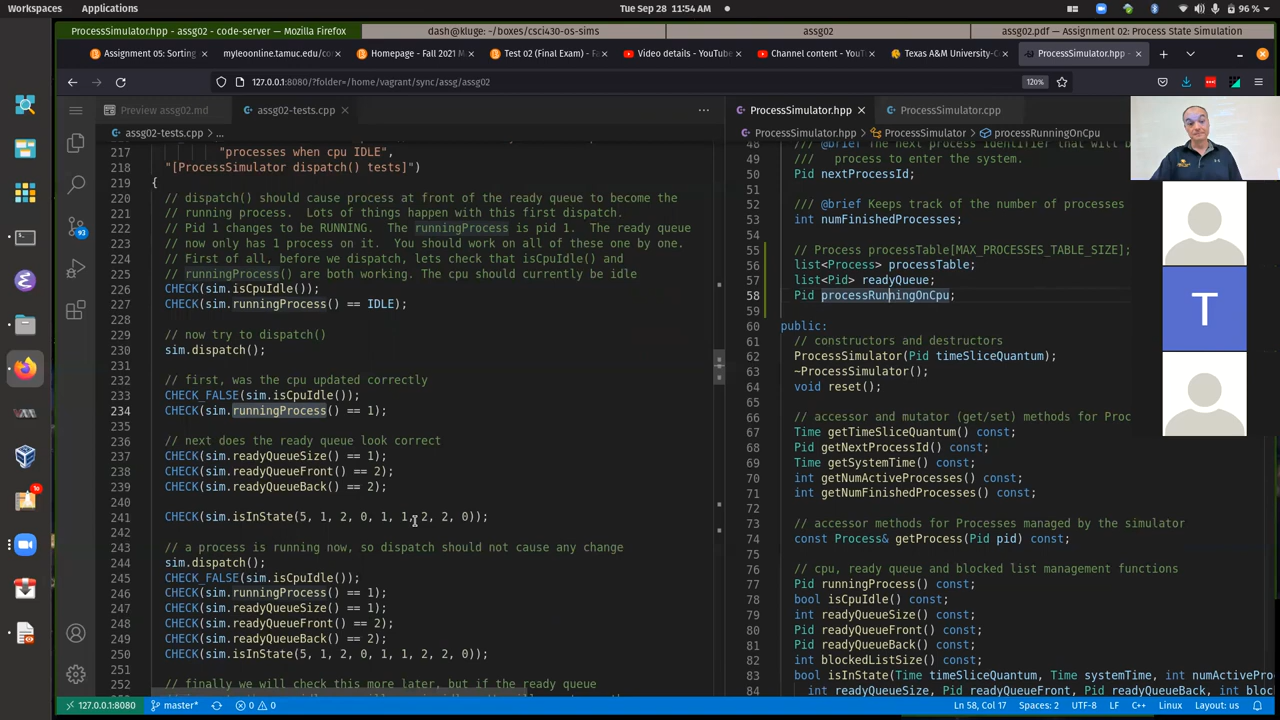 Workspaces Applications Tue Sep 28 11:54 AM 96 %
ProcessSimulator.hpp - assg02 - code-server — Mozilla Firefox dash@kluge:~/boxes/csci430-os-sims assg02 assg02.pdf — Assignment 02: Process State Simulation
Assignment 05: Sorting myleoonline.tamuc.edu/co Homepage - Fall 2021 M Test 02 (Final Exam) - Fa Video details - YouTube Channel content - YouTu Texas A&M University-C ProcessSimulator.hpp -
127.0.0.1:8080/?folder=/home/vagrant/sync/assg/assg02 120%
Preview assg02.md assg02-tests.cpp ProcessSimulator.hpp ProcessSimulator.cpp
assg02-tests.cpp > ... ProcessSimulator.hpp > ProcessSimulator > processRunningOnCpu
217 "processes when cpu IDLE",
218 "[ProcessSimulator dispatch() tests]")
219 {
220 // dispatch() should cause process at front of the ready queue to become the
221 // running process. Lots of things happen with this first dispatch.
222 // Pid 1 changes to be RUNNING. The runningProcess is pid 1. The ready queue
223 // now only has 1 process on it. You should work on all of these one by one.
224 // First of all, before we dispatch, lets check that isCpuIdle() and
225 // runningProcess() are both working. The cpu should currently be idle
226 CHECK(sim.isCpuIdle());
227 CHECK(sim.runningProcess() == IDLE);
228
229 // now try to dispatch()
230 sim.dispatch();
231
232 // first, was the cpu updated correctly
233 CHECK_FALSE(sim.isCpuIdle());
234 CHECK(sim.runningProcess() == 1);
235
236 // next does the ready queue look correct
237 CHECK(sim.readyQueueSize() == 1);
238 CHECK(sim.readyQueueFront() == 2);
239 CHECK(sim.readyQueueBack() == 2);
240
241 CHECK(sim.isInState(5, 1, 2, 0, 1, 1, 2, 2, 0));
242
243 // a process is running now, so dispatch should not cause any change
244 sim.dispatch();
245 CHECK_FALSE(sim.isCpuIdle());
246 CHECK(sim.runningProcess() == 1);
247 CHECK(sim.readyQueueSize() == 1);
248 CHECK(sim.readyQueueFront() == 2);
249 CHECK(sim.readyQueueBack() == 2);
250 CHECK(sim.isInState(5, 1, 2, 0, 1, 1, 2, 2, 0));
251
252 // finally we will check this more later, but if the ready queue
48 /// @brief The next process identifier that will b
49 /// process to enter the system.
50 Pid nextProcessId;
51
52 /// @brief Keeps track of the number of processes
53 int numFinishedProcesses;
54
55 // Process processTable[MAX_PROCESSES_TABLE_SIZE];
56 list<Process> processTable;
57 list<Pid> readyQueue;
58 Pid processRunningOnCpu;
59
60 public:
61 // constructors and destructors
62 ProcessSimulator(Pid timeSliceQuantum);
63 ~ProcessSimulator();
64 void reset();
65
66 // accessor and mutator (get/set) methods for Proc
67 Time getTimeSliceQuantum() const;
68 Pid getNextProcessId() const;
69 Time getSystemTime() const;
70 int getNumActiveProcesses() const;
71 int getNumFinishedProcesses() const;
72
73 // accessor methods for Processes managed by the simulator
74 const Process& getProcess(Pid pid) const;
75
76 // cpu, ready queue and blocked list management functions
77 Pid runningProcess() const;
78 bool isCpuIdle() const;
79 int readyQueueSize() const;
80 Pid readyQueueFront() const;
81 Pid readyQueueBack() const;
82 int blockedListSize() const;
83 bool isInState(Time timeSliceQuantum, Time systemTime, int numActivePro
84 int readyQueueSize, Pid readyQueueFront, Pid readyQueueBack, int bloc
T
92
10
127.0.0.1:8080 master* 0 0 Ln 58, Col 17 Spaces: 2 UTF-8 LF C++ Linux Layout: us